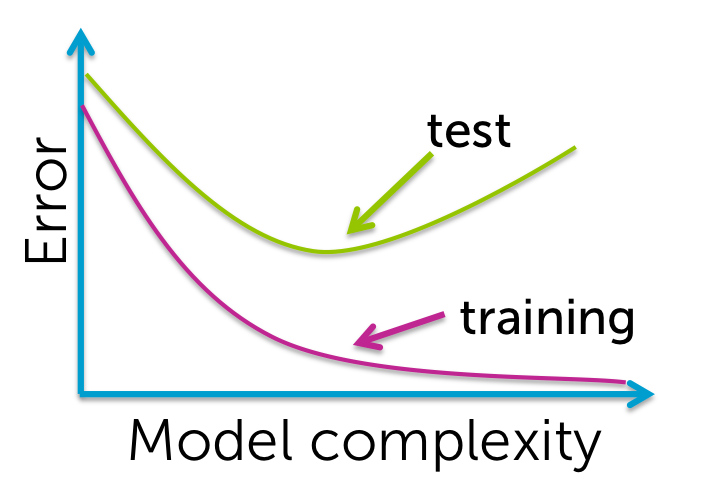 Error
test
training
Model complexity